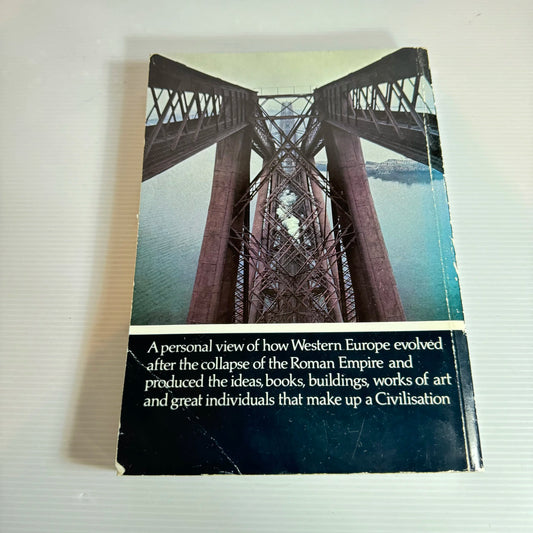 A personal view of how Western Europe evolved
after the collapse of the Roman Empire and
produced the ideas, books, buildings, works of art
and great individuals that make up a Civilisation